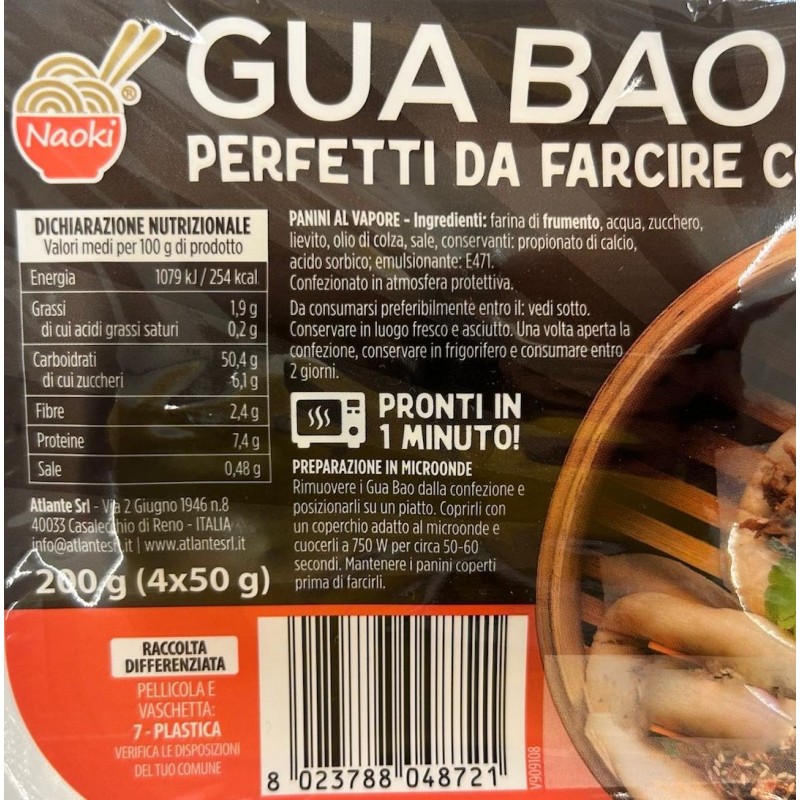 Naoki
®
GUA BAO
PERFETTI DA FARCIRE
DICHIARAZIONE NUTRIZIONALE
Valori medi per 100 g di prodotto
Energia 1079 kJ / 254 kcal
Grassi 1,9 g
di cui acidi grassi saturi 0,2 g
Carboidrati 50,4 g
di cui zuccheri 6,1 g
Fibre 2,4 g
Proteine 7,4 g
Sale 0,48 g
Atlante Srl - Via 2 Giugno 1946 n.8
40033 Casalecchio di Reno - ITALIA
info@atlantesrl.it | www.atlantesrl.it
200 g (4x50 g)
PANINI AL VAPORE - Ingredienti: farina di frumento, acqua, zucchero,
lievito, olio di colza, sale, conservanti: propionato di calcio,
acido sorbico; emulsionante: E471.
Confezionato in atmosfera protettiva.
Da consumarsi preferibilmente entro il: vedi sotto.
Conservare in luogo fresco e asciutto. Una volta aperta la
confezione, conservare in frigorifero e consumare entro
2 giorni.
PRONTI IN
1 MINUTO!
PREPARAZIONE IN MICROONDE
Rimuovere i Gua Bao dalla confezione e
posizionarli su un piatto. Coprirli con
un coperchio adatto al microonde e
cuocerli a 750 W per circa 50-60
secondi. Mantenere i panini coperti
prima di farcirli.
RACCOLTA
DIFFERENZIATA
PELLICOLA E
VASCHETTA:
7 - PLASTICA
VERIFICA LE DISPOSIZIONI
DEL TUO COMUNE
8 023788 048721
V909108